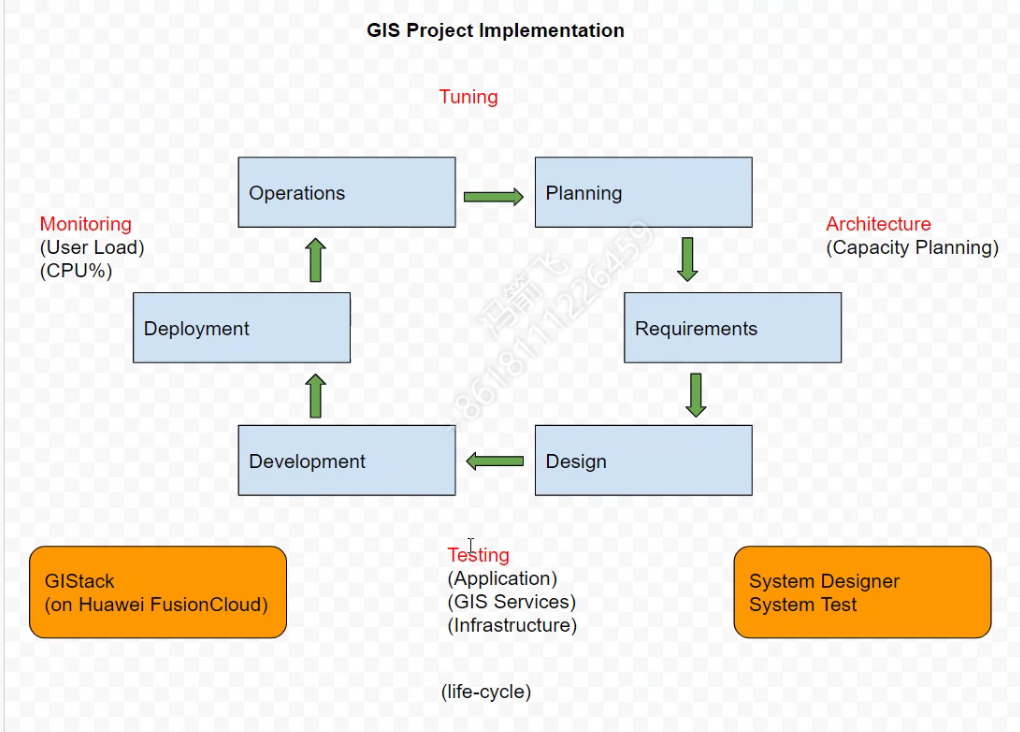 GIS Project Implementation
Tuning
Operations
Planning
Monitoring
(User Load)
(CPU%)
Architecture
(Capacity Planning)
Deployment
Requirements
Development
Design
GIStack
(on Huawei FusionCloud)
Testing
(Application)
(GIS Services)
(Infrastructure)
System Designer
System Test
(life-cycle)
冯箭飞
+8618111226459